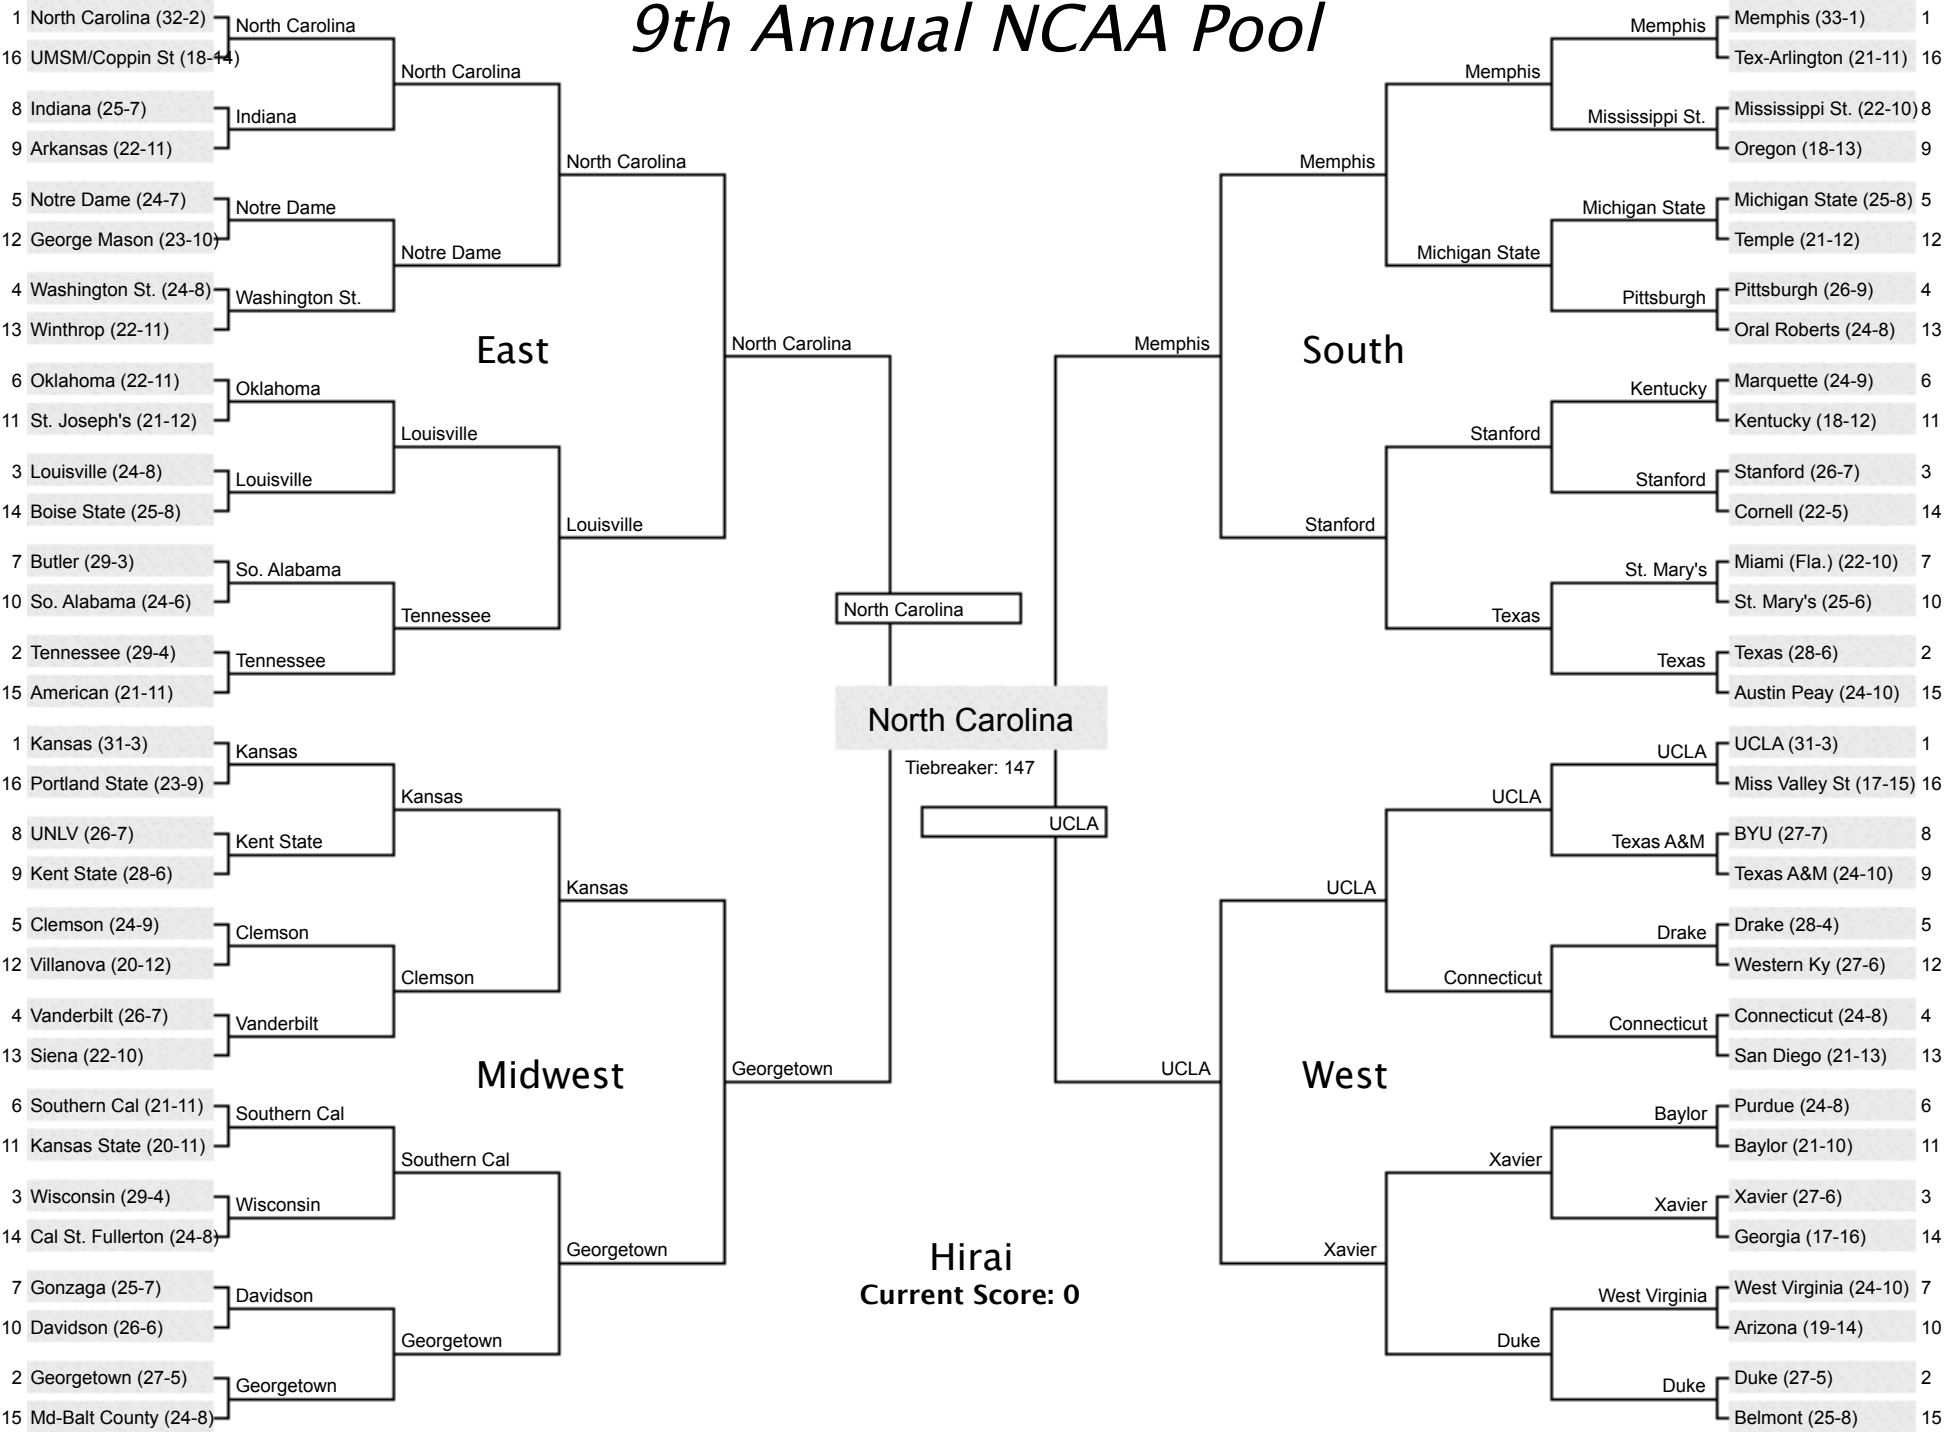 9th Annual NCAA Pool
1 North Carolina (32-2)
16 UMSM/Coppin St (18-14)
8 Indiana (25-7)
9 Arkansas (22-11)
5 Notre Dame (24-7)
12 George Mason (23-10)
4 Washington St. (24-8)
13 Winthrop (22-11)
6 Oklahoma (22-11)
11 St. Joseph's (21-12)
3 Louisville (24-8)
14 Boise State (25-8)
7 Butler (29-3)
10 So. Alabama (24-6)
2 Tennessee (29-4)
15 American (21-11)
North Carolina
Indiana
Notre Dame
Washington St.
Oklahoma
Louisville
So. Alabama
Tennessee
North Carolina
Notre Dame
Louisville
Tennessee
North Carolina
Louisville
North Carolina
East
1 Kansas (31-3)
16 Portland State (23-9)
8 UNLV (26-7)
9 Kent State (28-6)
5 Clemson (24-9)
12 Villanova (20-12)
4 Vanderbilt (26-7)
13 Siena (22-10)
6 Southern Cal (21-11)
11 Kansas State (20-11)
3 Wisconsin (29-4)
14 Cal St. Fullerton (24-8)
7 Gonzaga (25-7)
10 Davidson (26-6)
2 Georgetown (27-5)
15 Md-Balt County (24-8)
Kansas
Kent State
Clemson
Vanderbilt
Southern Cal
Wisconsin
Davidson
Georgetown
Kansas
Clemson
Southern Cal
Georgetown
Kansas
Georgetown
Georgetown
Midwest
North Carolina
North Carolina
Tiebreaker: 147
UCLA
Hirai
Current Score: 0
Memphis (33-1) 1
Tex-Arlington (21-11) 16
Mississippi St. (22-10) 8
Oregon (18-13) 9
Michigan State (25-8) 5
Temple (21-12) 12
Pittsburgh (26-9) 4
Oral Roberts (24-8) 13
Marquette (24-9) 6
Kentucky (18-12) 11
Stanford (26-7) 3
Cornell (22-5) 14
Miami (Fla.) (22-10) 7
St. Mary's (25-6) 10
Texas (28-6) 2
Austin Peay (24-10) 15
Memphis
Mississippi St.
Michigan State
Pittsburgh
Kentucky
Stanford
St. Mary's
Texas
Memphis
Michigan State
Stanford
Texas
Memphis
Stanford
Memphis
South
UCLA (31-3) 1
Miss Valley St (17-15) 16
BYU (27-7) 8
Texas A&M (24-10) 9
Drake (28-4) 5
Western Ky (27-6) 12
Connecticut (24-8) 4
San Diego (21-13) 13
Purdue (24-8) 6
Baylor (21-10) 11
Xavier (27-6) 3
Georgia (17-16) 14
West Virginia (24-10) 7
Arizona (19-14) 10
Duke (27-5) 2
Belmont (25-8) 15
UCLA
Texas A&M
Drake
Connecticut
Baylor
Xavier
West Virginia
Duke
UCLA
Connecticut
Xavier
Duke
UCLA
Xavier
UCLA
West